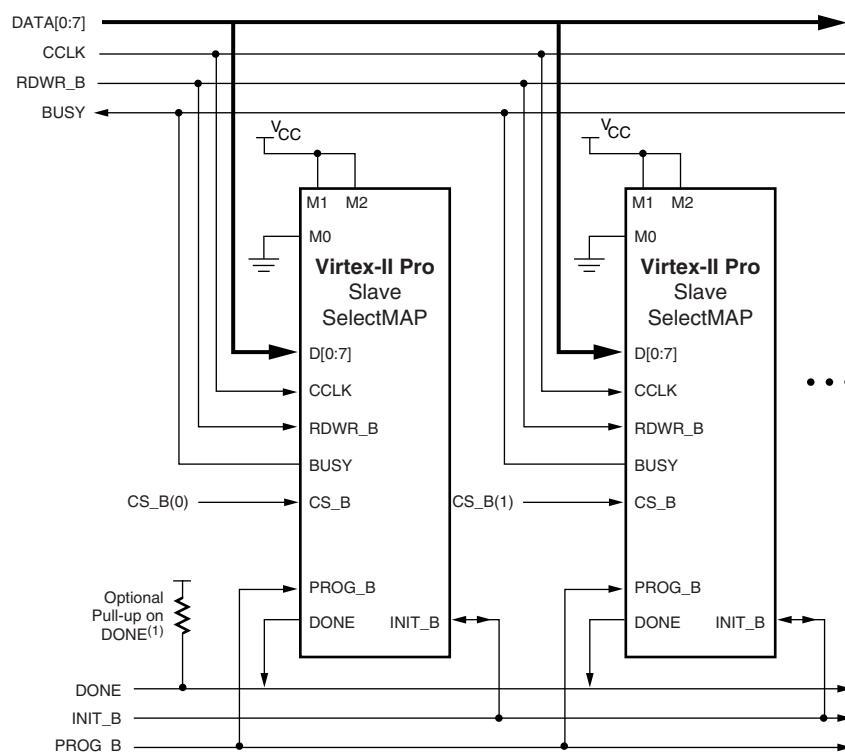 DATA[0:7]
CCLK
RDWR_B
BUSY
VCC
M1 M2
M0
Virtex-II Pro
Slave
SelectMAP
D[0:7]
CCLK
RDWR_B
BUSY
CS_B(0)
CS_B
PROG_B
DONE INIT_B
VCC
M1 M2
M0
Virtex-II Pro
Slave
SelectMAP
D[0:7]
CCLK
RDWR_B
BUSY
CS_B(1)
CS_B
PROG_B
DONE INIT_B
Optional
Pull-up on
DONE(1)
DONE
INIT_B
PROG_B